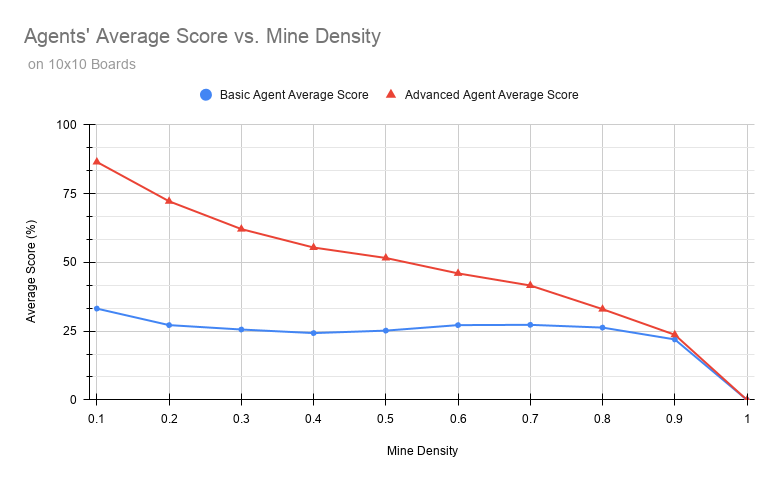 Agents' Average Score vs. Mine Density
on 10x10 Boards
Basic Agent Average Score
Advanced Agent Average Score
100
75
50
25
0
Average Score (%)
0.1 0.2 0.3 0.4 0.5 0.6 0.7 0.8 0.9 1
Mine Density